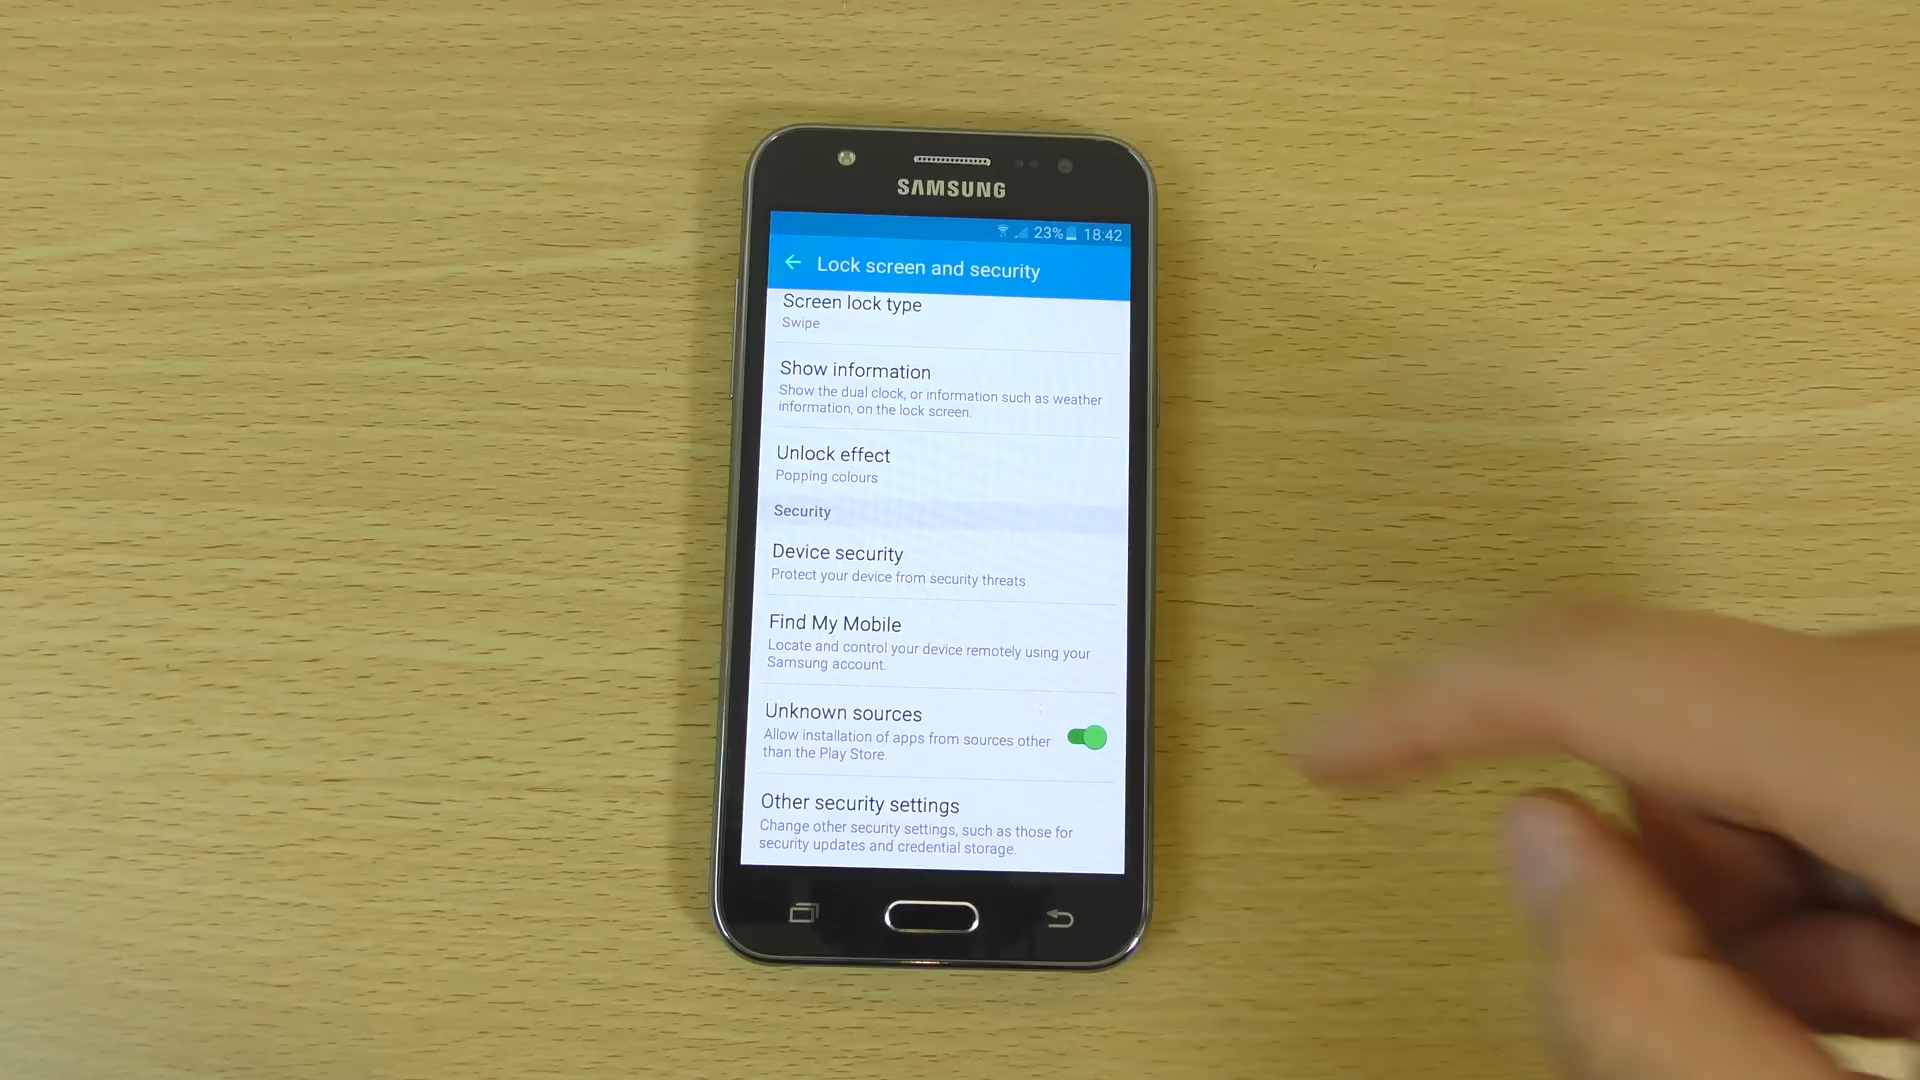 SAMSUNG
23% 18:42
Lock screen and security
Screen lock type
Swipe
Show information
Show the dual clock, or information such as weather
information, on the lock screen.
Unlock effect
Popping colours
Security
Device security
Protect your device from security threats.
Find My Mobile
Locate and control your device remotely using your
Samsung account.
Unknown sources
Allow installation of apps from sources other
than the Play Store.
Other security settings
Change other security settings, such as those for
security updates and credential storage.